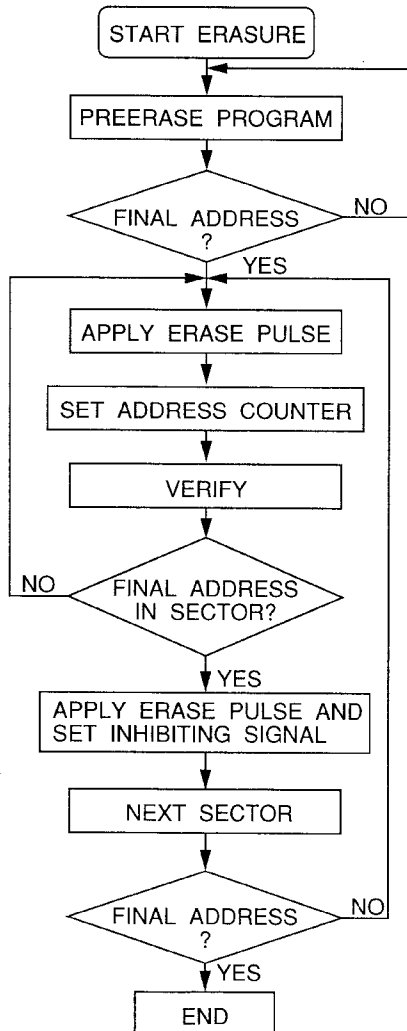 START ERASURE
PREERASE PROGRAM
FINAL ADDRESS
?
NO
YES
APPLY ERASE PULSE
SET ADDRESS COUNTER
VERIFY
NO
FINAL ADDRESS
IN SECTOR?
YES
APPLY ERASE PULSE AND
SET INHIBITING SIGNAL
NEXT SECTOR
FINAL ADDRESS
?
NO
YES
END